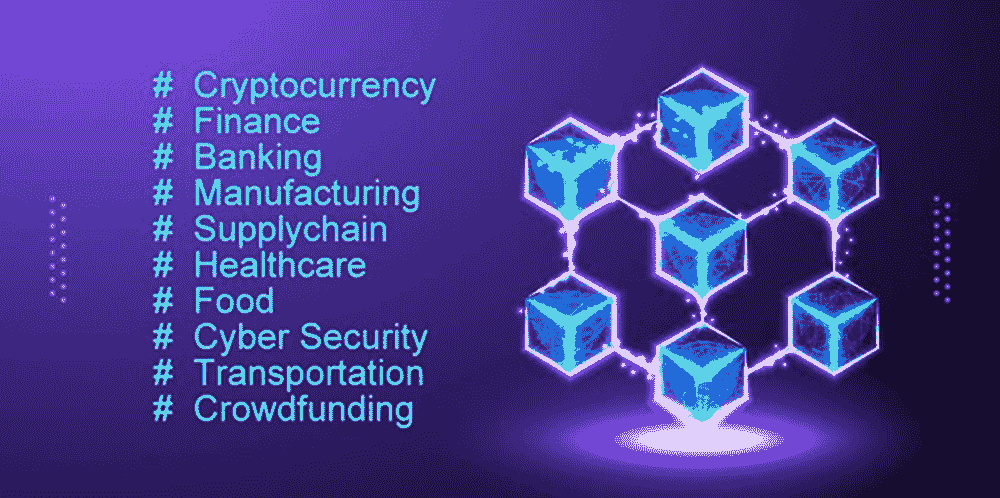 # Cryptocurrency
# Finance
# Banking
# Manufacturing
# Supplychain
# Healthcare
# Food
# Cyber Security
# Transportation
# Crowdfunding